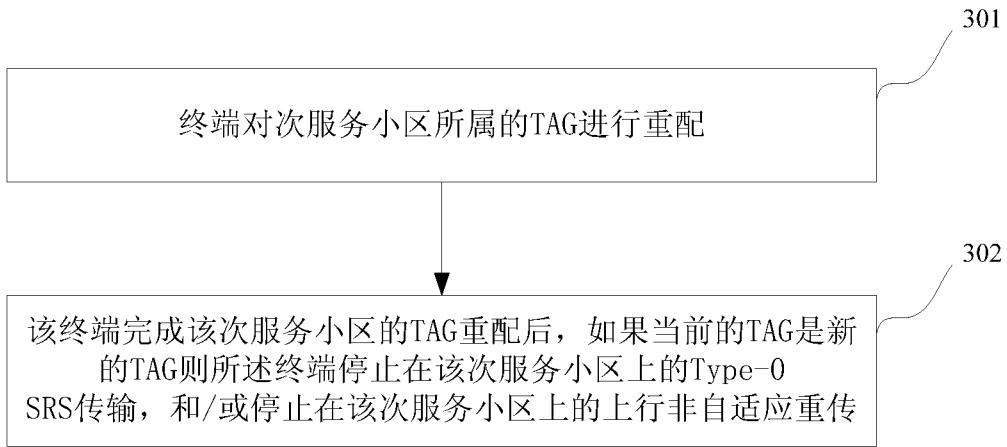 301
终端对次服务小区所属的TAG进行重配
302
该终端完成该次服务小区的TAG重配后，如果当前的TAG是新
的TAG则所述终端停止在该次服务小区上的Type-0
SRS传输，和/或停止在该次服务小区上的上行非自适应重传